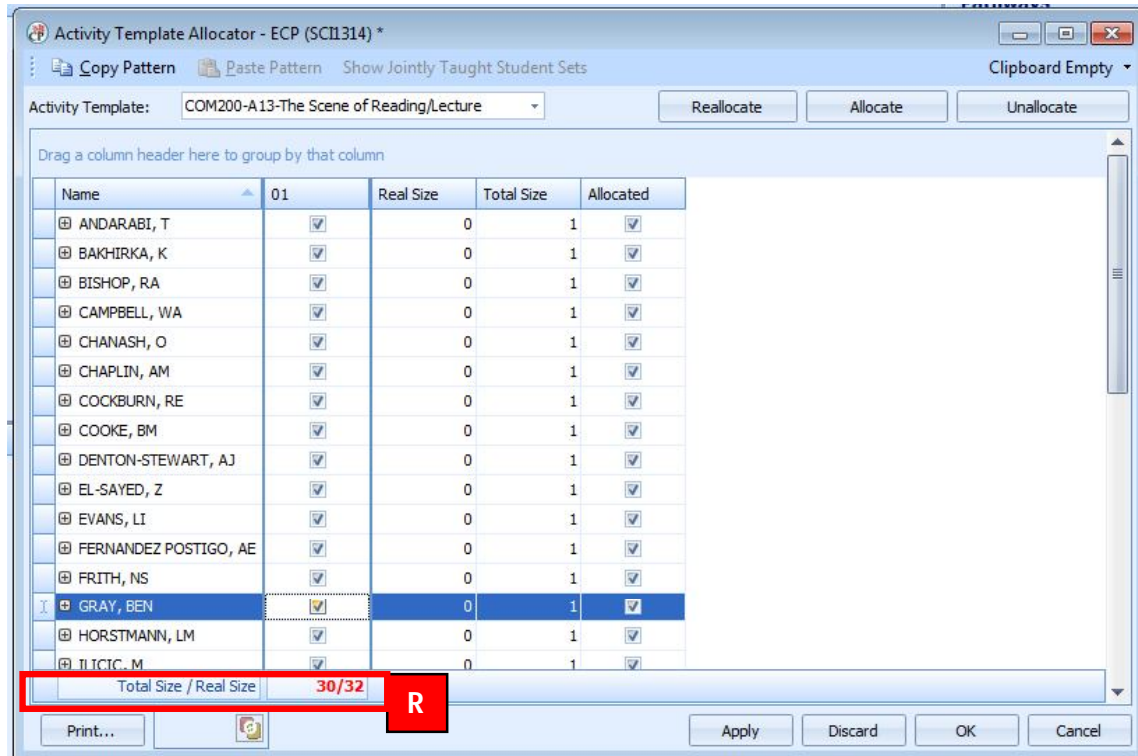 Pathways
Activity Template Allocator - ECP (SCI1314) *
Copy Pattern Paste Pattern Show Jointly Taught Student Sets Clipboard Empty
Activity Template: COM200-A13-The Scene of Reading/Lecture Reallocate Allocate Unallocate
Drag a column header here to group by that column
Name 01 Real Size Total Size Allocated
ANDARABI, T 0 1
BAKHIRKA, K 0 1
BISHOP, RA 0 1
CAMPBELL, WA 0 1
CHANASH, O 0 1
CHAPLIN, AM 0 1
COCKBURN, RE 0 1
COOKE, BM 0 1
DENTON-STEWART, AJ 0 1
EL-SAYED, Z 0 1
EVANS, LI 0 1
FERNANDEZ POSTIGO, AE 0 1
FRITH, NS 0 1
GRAY, BEN 0 1
HORSTMANN, LM 0 1
ILICIC, M 0 1
Total Size / Real Size 30/32 R
Print... Apply Discard OK Cancel